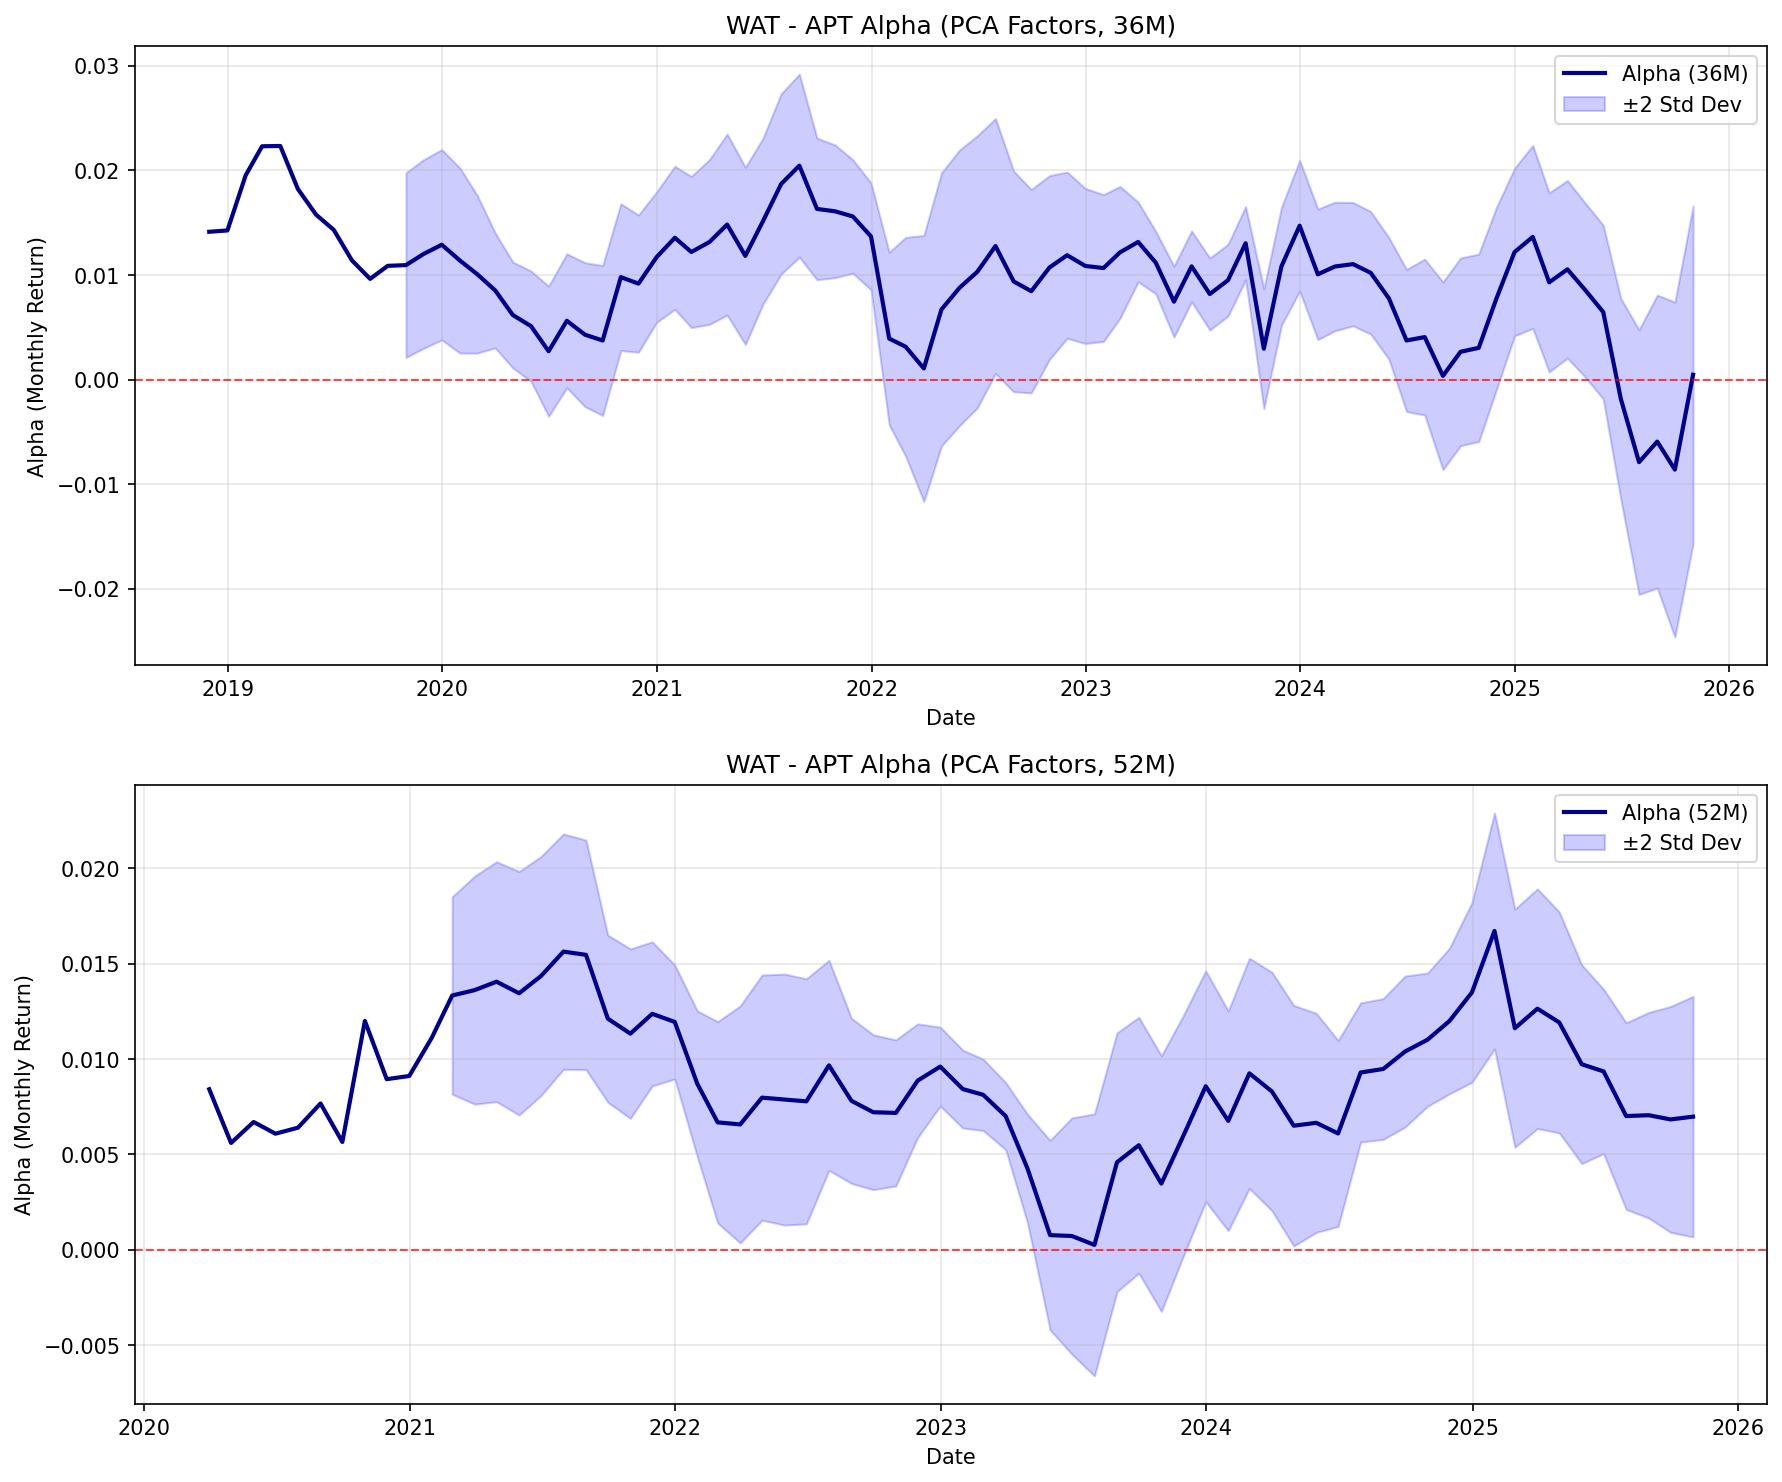 WAT - APT Alpha (PCA Factors, 36M)
Alpha (Monthly Return)
0.03
0.02
0.01
0.00
−0.01
−0.02
Alpha (36M)
±2 Std Dev
2019 2020 2021 2022 2023 2024 2025 2026
Date
WAT - APT Alpha (PCA Factors, 52M)
Alpha (Monthly Return)
0.020
0.015
0.010
0.005
0.000
−0.005
Alpha (52M)
±2 Std Dev
2020 2021 2022 2023 2024 2025 2026
Date